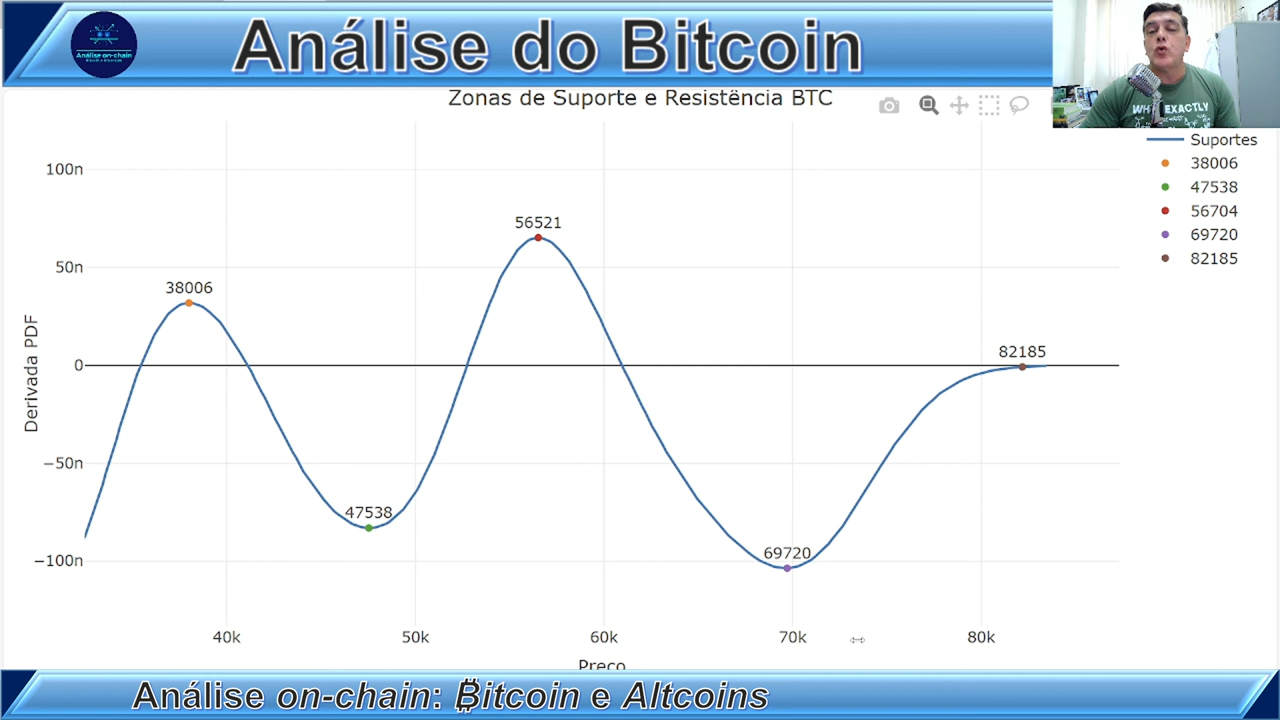 Análise do Bitcoin
Análise on-chain
Zonas de Suporte e Resistência BTC
EXACTLY
Suportes
38006
47538
56704
69720
82185
100n
50n
0
−50n
−100n
Derivada PDF
38006
47538
56521
69720
82185
40k
50k
60k
70k
80k
Preço
Análise on-chain: ₿itcoin e Altcoins